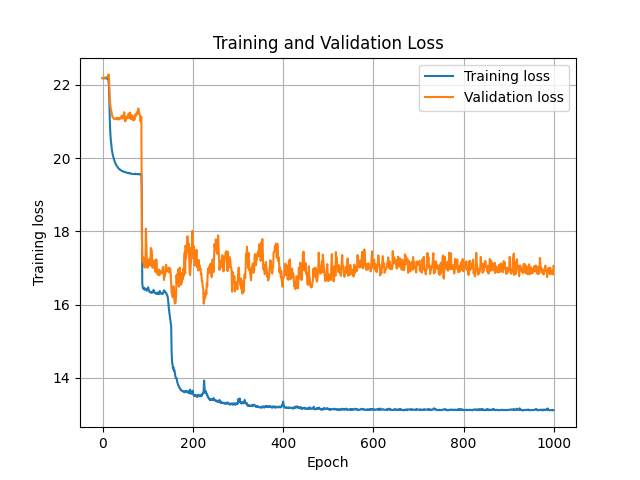 Training and Validation Loss
Training loss
Validation loss
22
20
18
16
14
Training loss
0
200
400
600
800
1000
Epoch